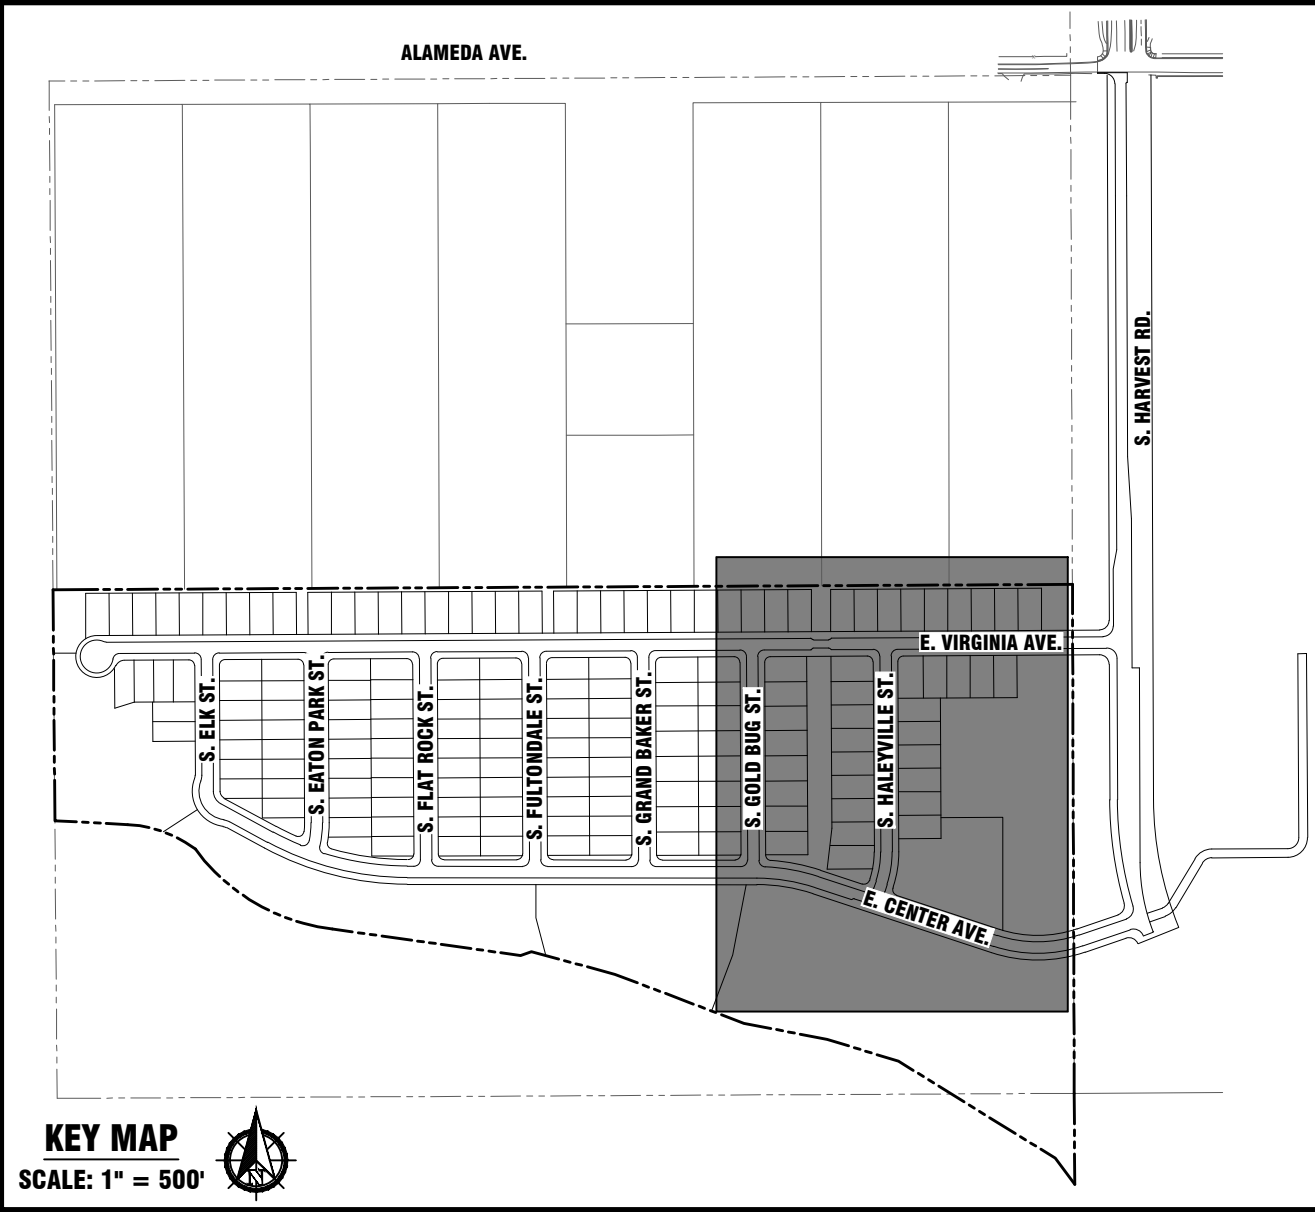 ALAMEDA AVE.
S. HARVEST RD.
E. VIRGINIA AVE.
S. ELK ST.
S. EATON PARK ST.
S. FLAT ROCK ST.
S. FULTONDALE ST.
S. GRAND BAKER ST.
S. GOLD BUG ST.
S. HALEYVILLE ST.
E. CENTER AVE.
KEY MAP
N
SCALE: 1" = 500'